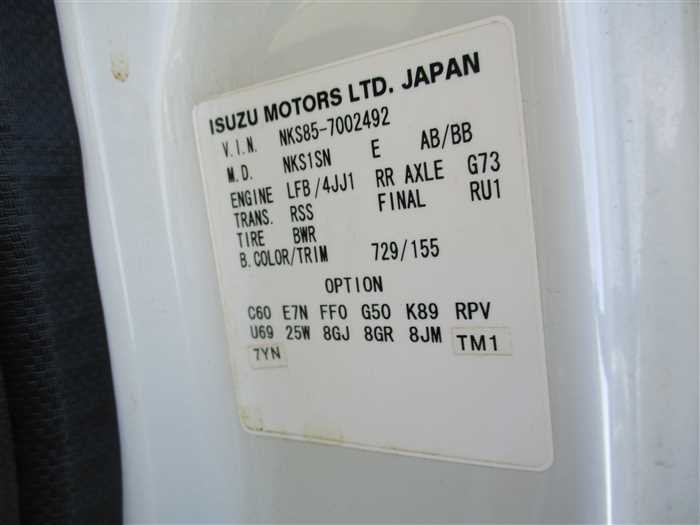 ISUZU MOTORS LTD. JAPAN
V.I.N. NKS85-7002492
M.D. NKS1SN E AB/BB
ENGINE LFB/4JJ1 RR AXLE G73
TRANS. RSS FINAL RU1
TIRE BWR
B.COLOR/TRIM 729/155
OPTION
C60 E7N FF0 G50 K89 RPV
U69 25W 8GJ 8GR 8JM TM1
7YN